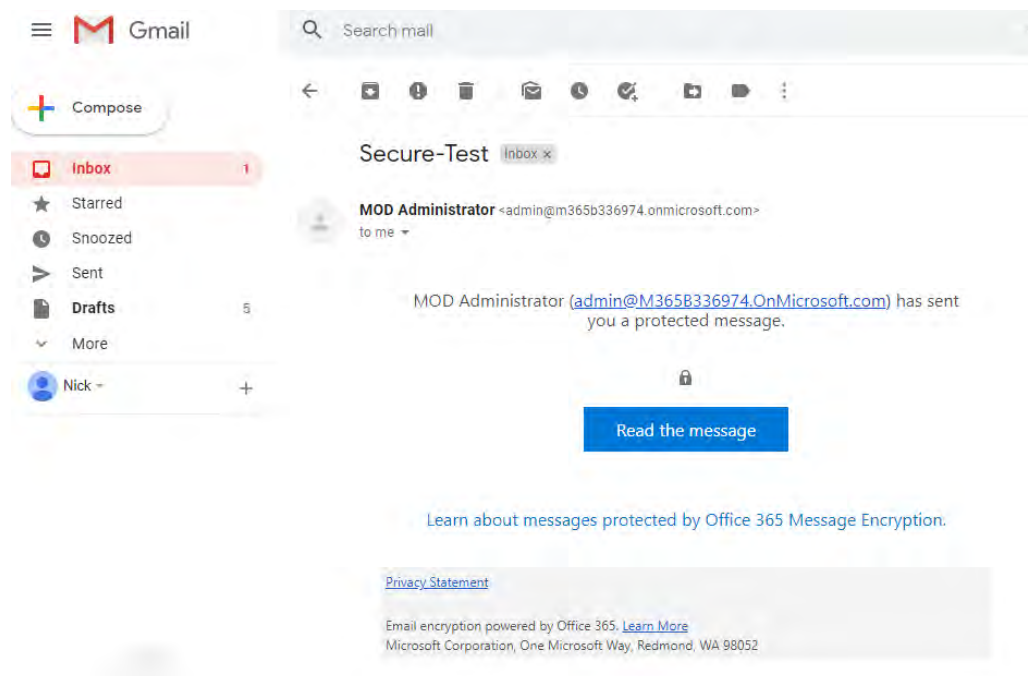 Gmail
Search mail
Compose
Inbox 1
Starred
Snoozed
Sent
Drafts 5
More
Nick
Secure-Test Inbox x
MOD Administrator <admin@m365b336974.onmicrosoft.com>
to me
MOD Administrator (admin@M365B336974.OnMicrosoft.com) has sent
you a protected message.
Read the message
Learn about messages protected by Office 365 Message Encryption.
Privacy Statement
Email encryption powered by Office 365. Learn More
Microsoft Corporation, One Microsoft Way, Redmond, WA 98052